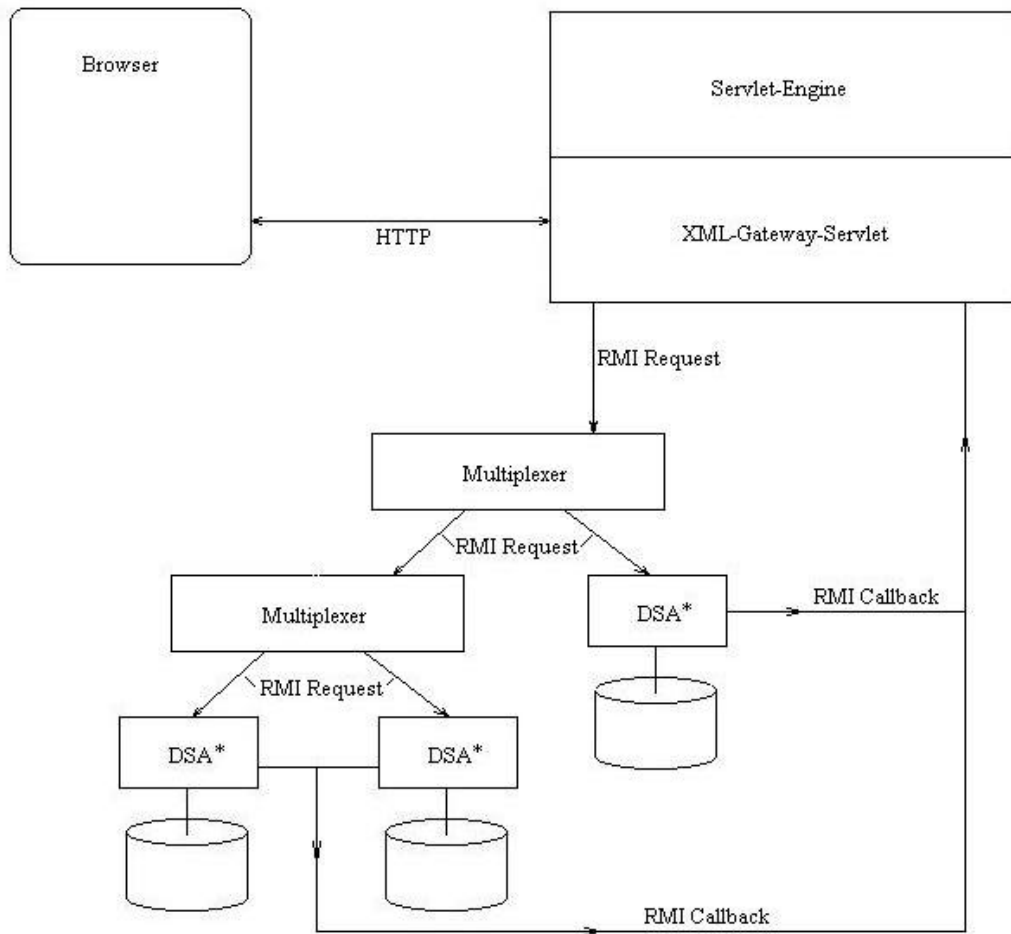 Browser
Servlet-Engine
HTTP
XML-Gateway-Servlet
RMI Request
Multiplexer
RMI Request
Multiplexer
DSA*
RMI Callback
RMI Request
DSA*
DSA*
RMI Callback